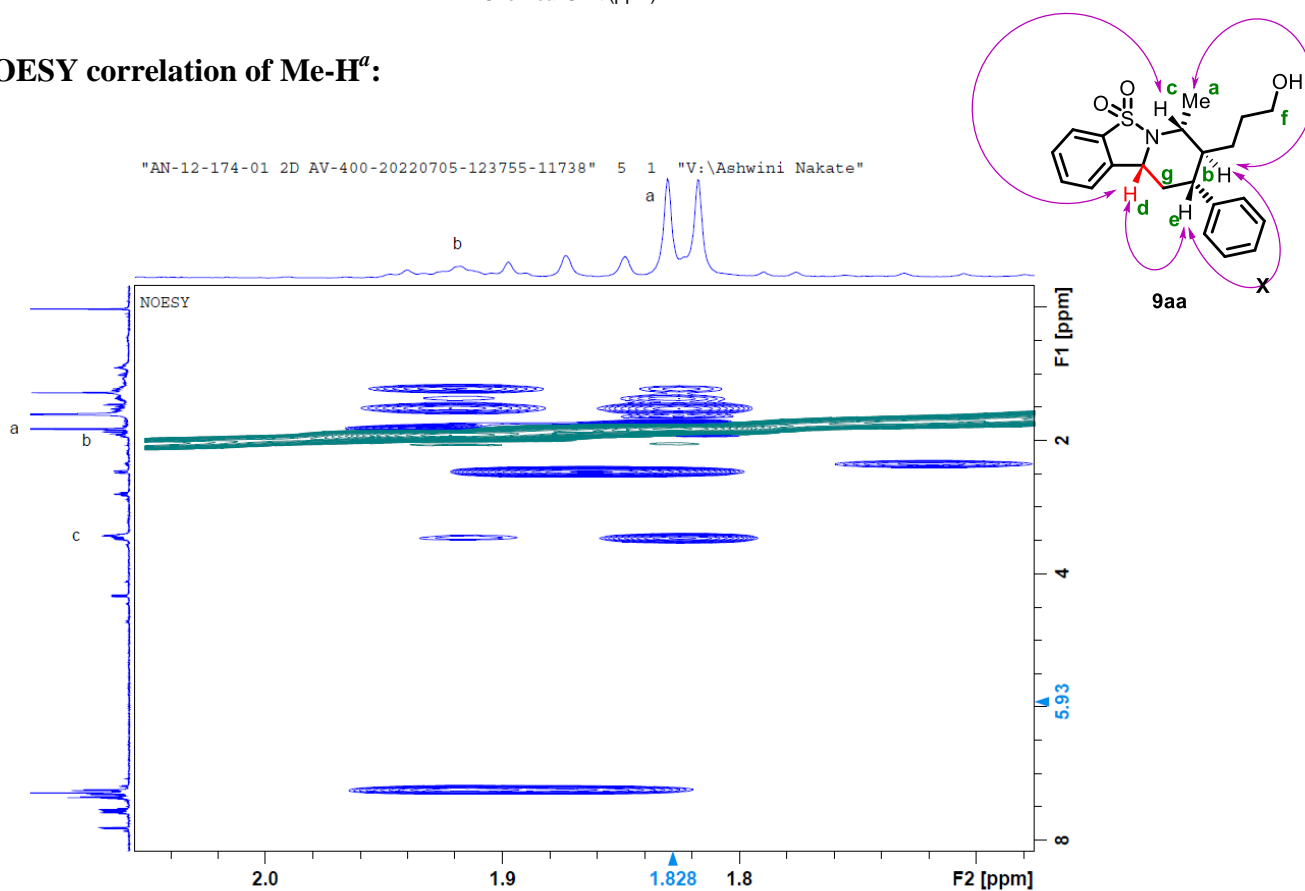 OESY correlation of Me-Hᵃ:
"AN-12-174-01 2D AV-400-20220705-123755-11738" 5 1 "V:\Ashwini Nakate"
a
b
NOESY
a
b
c
F1 [ppm]
2
4
5.93
8
2.0
1.9
1.828
1.8
F2 [ppm]
O
O
S
N
H
c
Me
a
OH
f
g
b
H
H
d
e
H
X
9aa